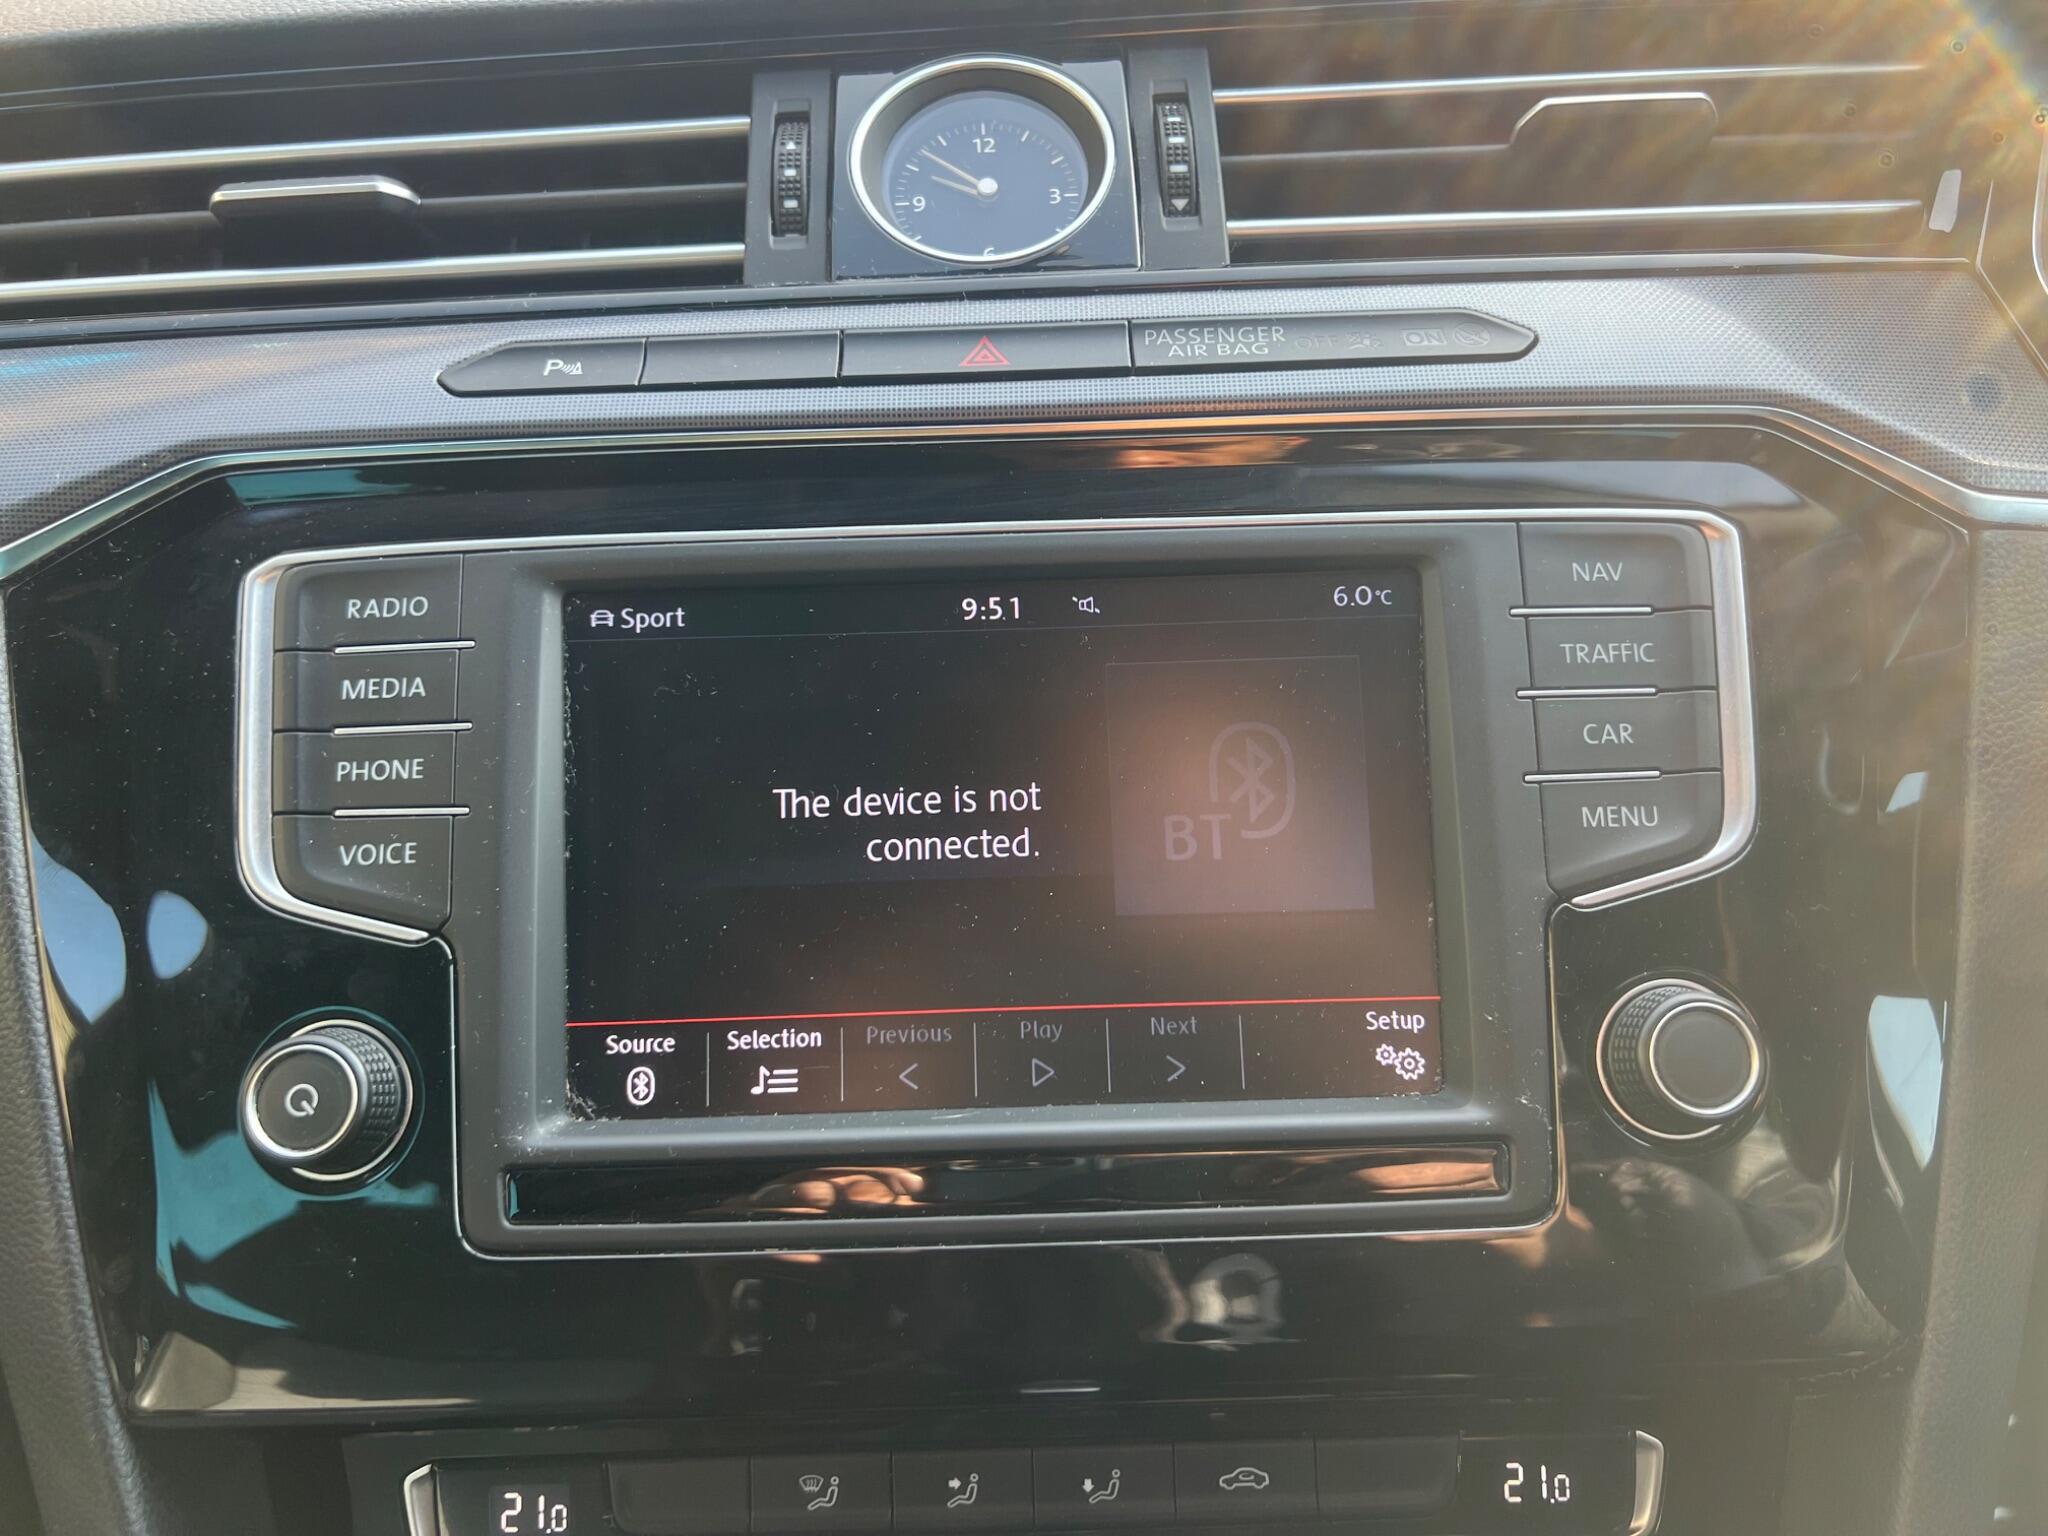 12
9
3
6
P
PASSENGER
AIR BAG
OFF
ON
RADIO
MEDIA
PHONE
VOICE
NAV
TRAFFIC
CAR
MENU
Sport
9:51
6.0°C
The device is not
connected.
BT
Source
Selection
Previous
Play
Next
Setup
21.0
21.0